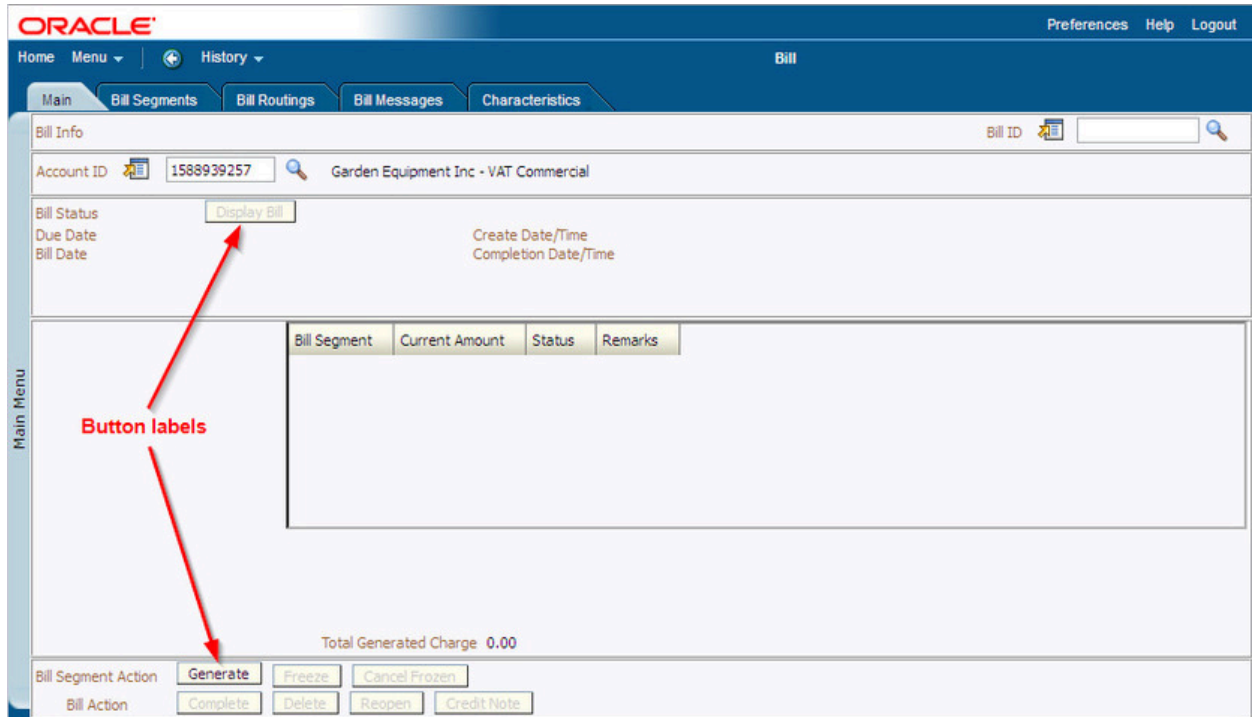 ORACLE
Preferences Help Logout
Home Menu History Bill
Main Bill Segments Bill Routings Bill Messages Characteristics
Bill Info Bill ID
Account ID 1588939257 Garden Equipment Inc - VAT Commercial
Bill Status Display Bill
Due Date Create Date/Time
Bill Date Completion Date/Time
Bill Segment Current Amount Status Remarks
Main Menu
Button labels
Total Generated Charge 0.00
Bill Segment Action Generate Freeze Cancel Frozen
Bill Action Complete Delete Reopen Credit Note